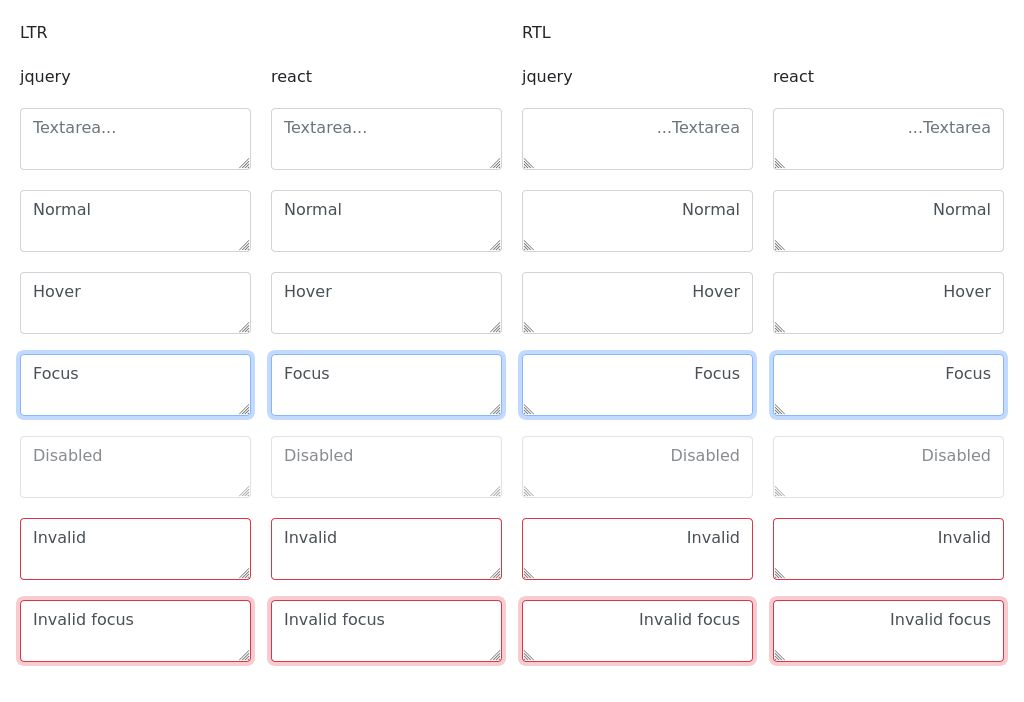 LTR RTL
jquery react jquery react
Textarea... Textarea... ...Textarea ...Textarea
Normal Normal Normal Normal
Hover Hover Hover Hover
Focus Focus Focus Focus
Disabled Disabled Disabled Disabled
Invalid Invalid Invalid Invalid
Invalid focus Invalid focus Invalid focus Invalid focus